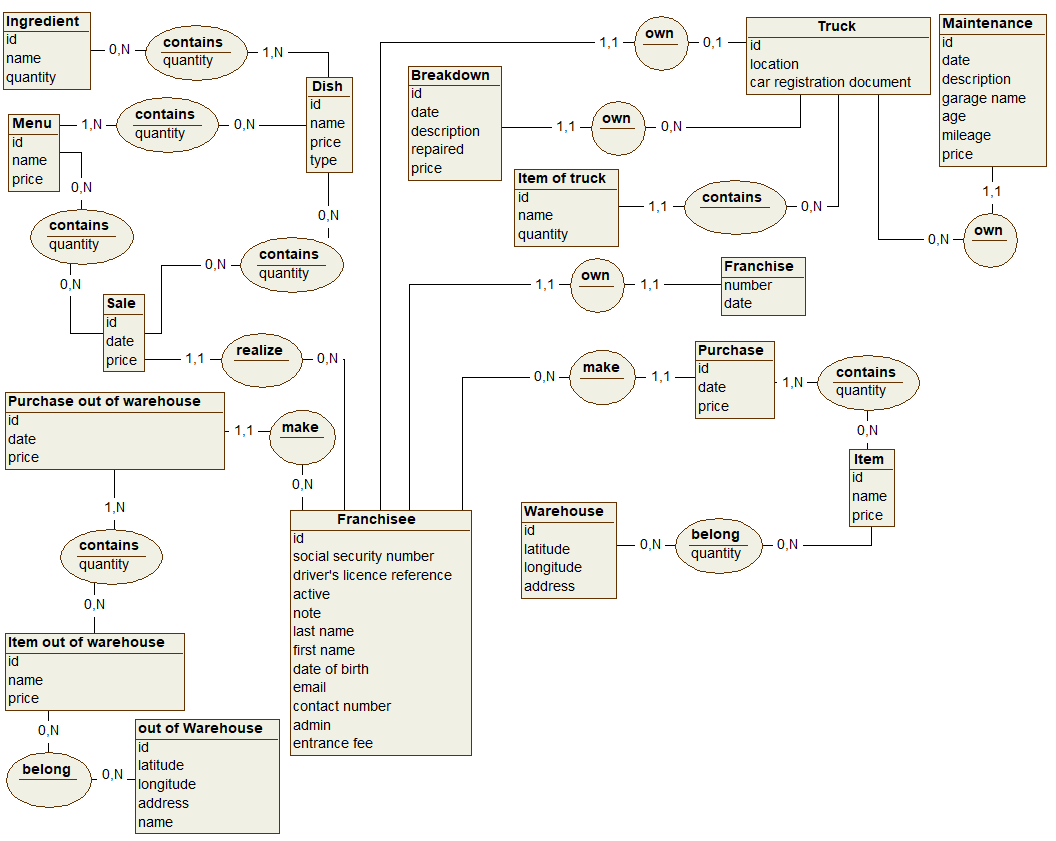 Ingredient
id
name
quantity
0,N
contains
quantity
1,N
Dish
id
name
price
type
Menu
id
name
price
1,N
contains
quantity
0,N
0,N
contains
quantity
0,N
0,N
contains
quantity
0,N
Sale
id
date
price
1,1
realize
0,N
Purchase out of warehouse
id
date
price
1,1
make
0,N
1,N
contains
quantity
0,N
Item out of warehouse
id
name
price
0,N
belong
0,N
out of Warehouse
id
latitude
longitude
address
name
Franchisee
id
social security number
driver's licence reference
active
note
last name
first name
date of birth
email
contact number
admin
entrance fee
1,1
own
0,1
Truck
id
location
car registration document
Maintenance
id
date
description
garage name
age
mileage
price
1,1
own
0,N
Breakdown
id
date
description
repaired
price
1,1
own
0,N
Item of truck
id
name
quantity
1,1
contains
0,N
1,1
own
1,1
Franchise
number
date
0,N
make
1,1
Purchase
id
date
price
1,N
contains
quantity
0,N
Item
id
name
price
Warehouse
id
latitude
longitude
address
0,N
belong
quantity
0,N